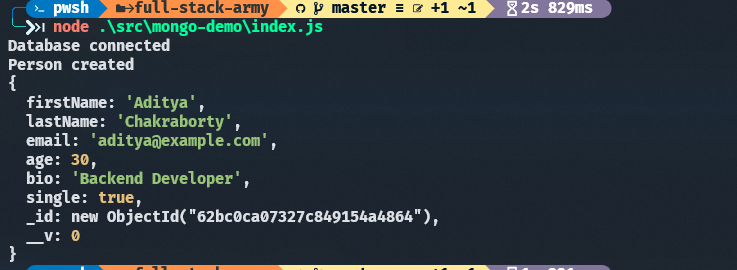 pwsh full-stack-army master ≡ +1 ~1 2s 829ms
node .\src\mongo-demo\index.js
Database connected
Person created
{
  firstName: 'Aditya',
  lastName: 'Chakraborty',
  email: 'aditya@example.com',
  age: 30,
  bio: 'Backend Developer',
  single: true,
  _id: new ObjectId("62bc0ca07327c849154a4864"),
  __v: 0
}